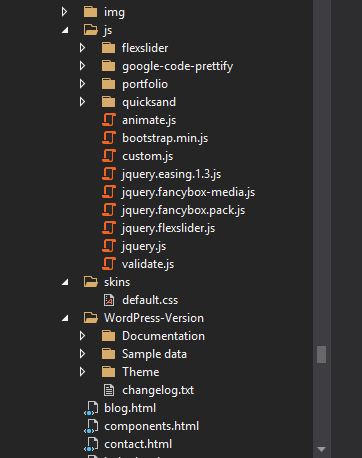 img
js
flexslider
google-code-prettify
portfolio
quicksand
animate.js
bootstrap.min.js
custom.js
jquery.easing.1.3.js
jquery.fancybox-media.js
jquery.fancybox.pack.js
jquery.flexslider.js
jquery.js
validate.js
skins
default.css
WordPress-Version
Documentation
Sample data
Theme
changelog.txt
blog.html
components.html
contact.html